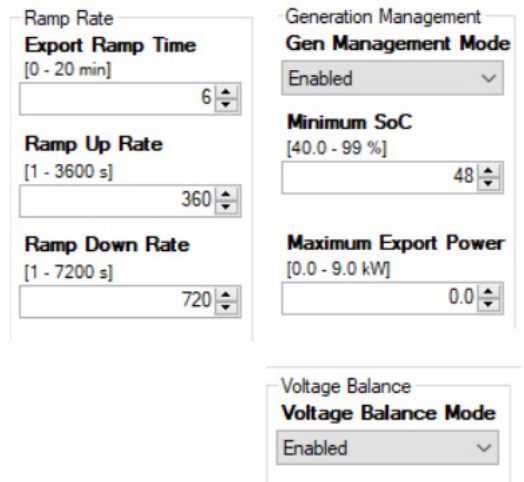 Ramp Rate
Export Ramp Time
[0 - 20 min]
6
Ramp Up Rate
[1 - 3600 s]
360
Ramp Down Rate
[1 - 7200 s]
720
Generation Management
Gen Management Mode
Enabled
Minimum SoC
[40.0 - 99 %]
48
Maximum Export Power
[0.0 - 9.0 kW]
0.0
Voltage Balance
Voltage Balance Mode
Enabled